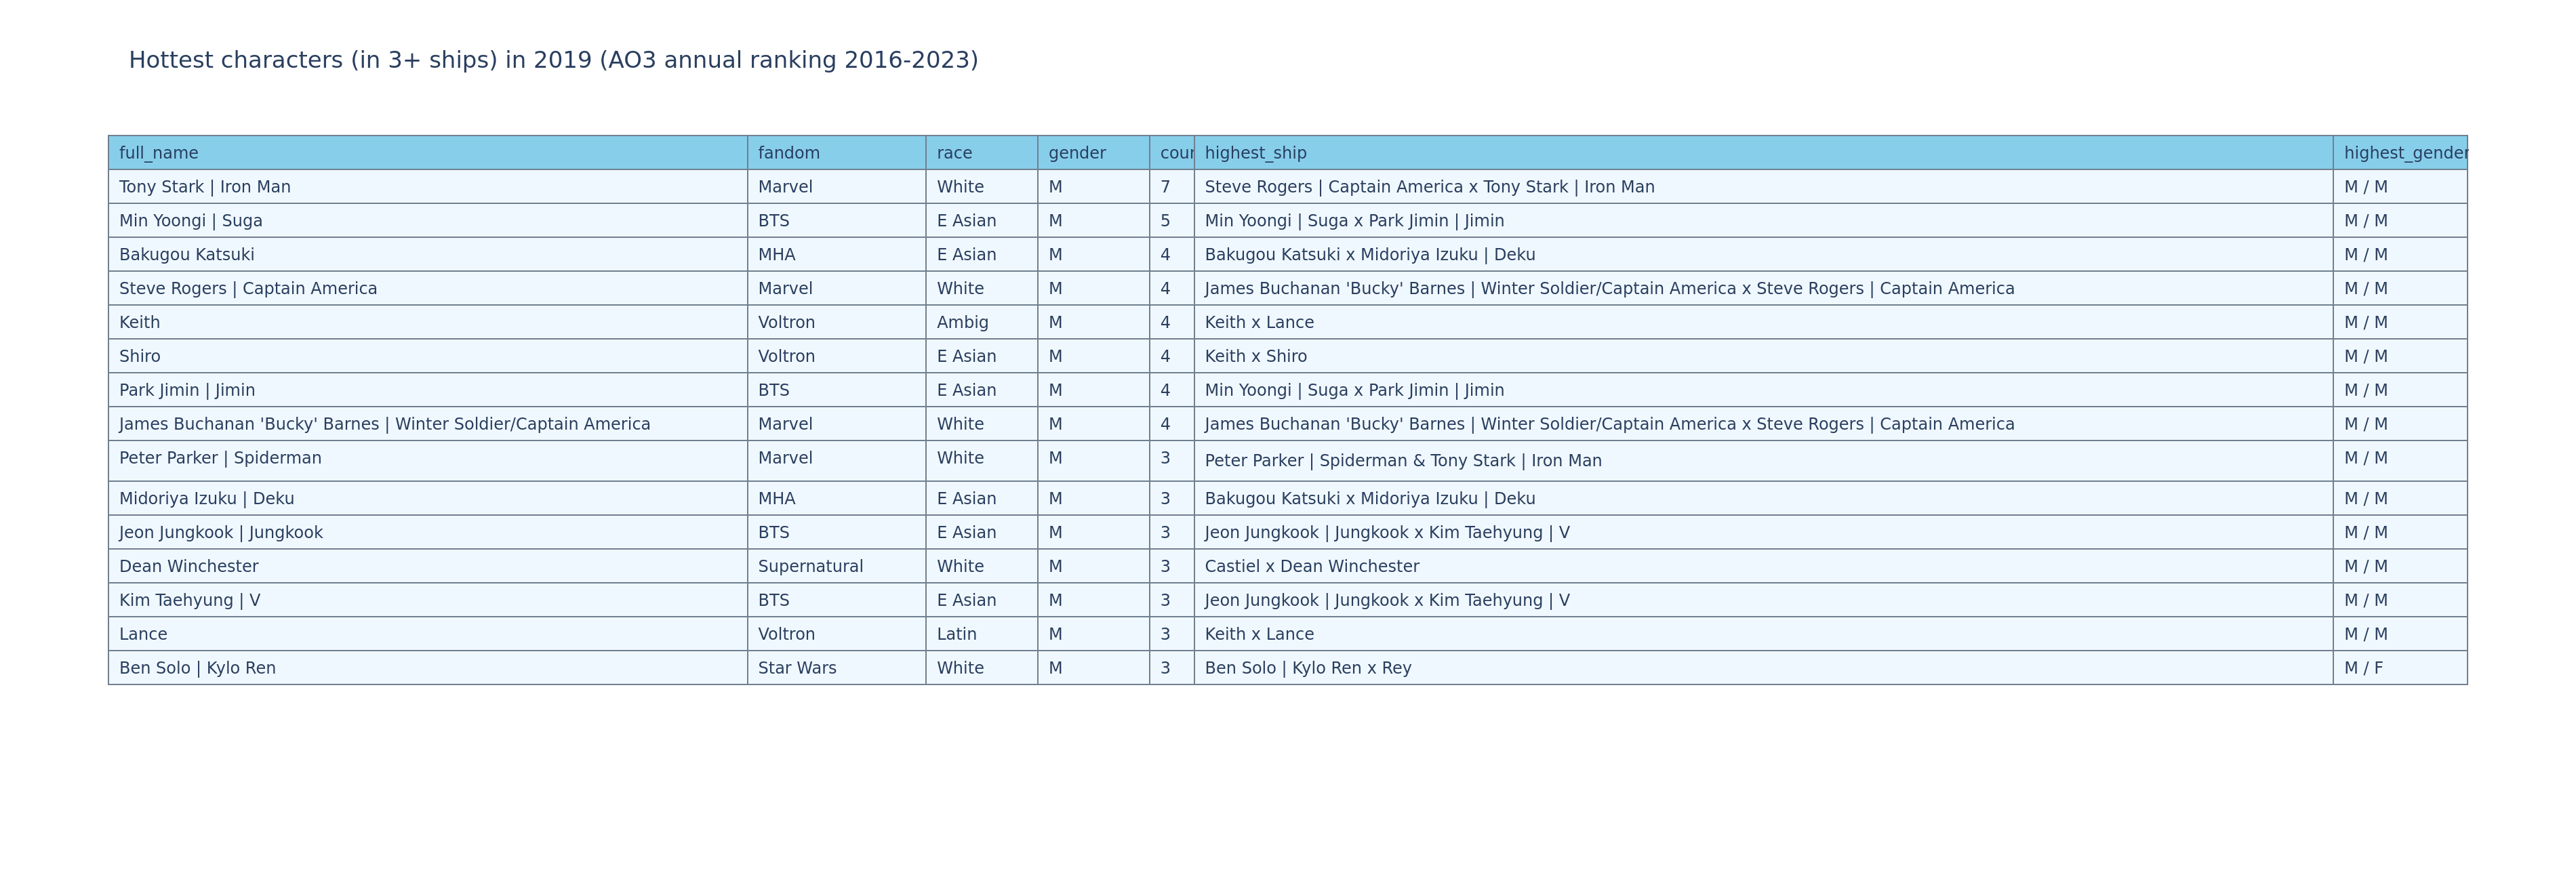 Hottest characters (in 3+ ships) in 2019 (AO3 annual ranking 2016-2023)
full_name fandom race gender cour highest_ship highest_gender
Tony Stark | Iron Man Marvel White M 7 Steve Rogers | Captain America x Tony Stark | Iron Man M / M
Min Yoongi | Suga BTS E Asian M 5 Min Yoongi | Suga x Park Jimin | Jimin M / M
Bakugou Katsuki MHA E Asian M 4 Bakugou Katsuki x Midoriya Izuku | Deku M / M
Steve Rogers | Captain America Marvel White M 4 James Buchanan 'Bucky' Barnes | Winter Soldier/Captain America x Steve Rogers | Captain America M / M
Keith Voltron Ambig M 4 Keith x Lance M / M
Shiro Voltron E Asian M 4 Keith x Shiro M / M
Park Jimin | Jimin BTS E Asian M 4 Min Yoongi | Suga x Park Jimin | Jimin M / M
James Buchanan 'Bucky' Barnes | Winter Soldier/Captain America Marvel White M 4 James Buchanan 'Bucky' Barnes | Winter Soldier/Captain America x Steve Rogers | Captain America M / M
Peter Parker | Spiderman Marvel White M 3 Peter Parker | Spiderman & Tony Stark | Iron Man M / M
Midoriya Izuku | Deku MHA E Asian M 3 Bakugou Katsuki x Midoriya Izuku | Deku M / M
Jeon Jungkook | Jungkook BTS E Asian M 3 Jeon Jungkook | Jungkook x Kim Taehyung | V M / M
Dean Winchester Supernatural White M 3 Castiel x Dean Winchester M / M
Kim Taehyung | V BTS E Asian M 3 Jeon Jungkook | Jungkook x Kim Taehyung | V M / M
Lance Voltron Latin M 3 Keith x Lance M / M
Ben Solo | Kylo Ren Star Wars White M 3 Ben Solo | Kylo Ren x Rey M / F